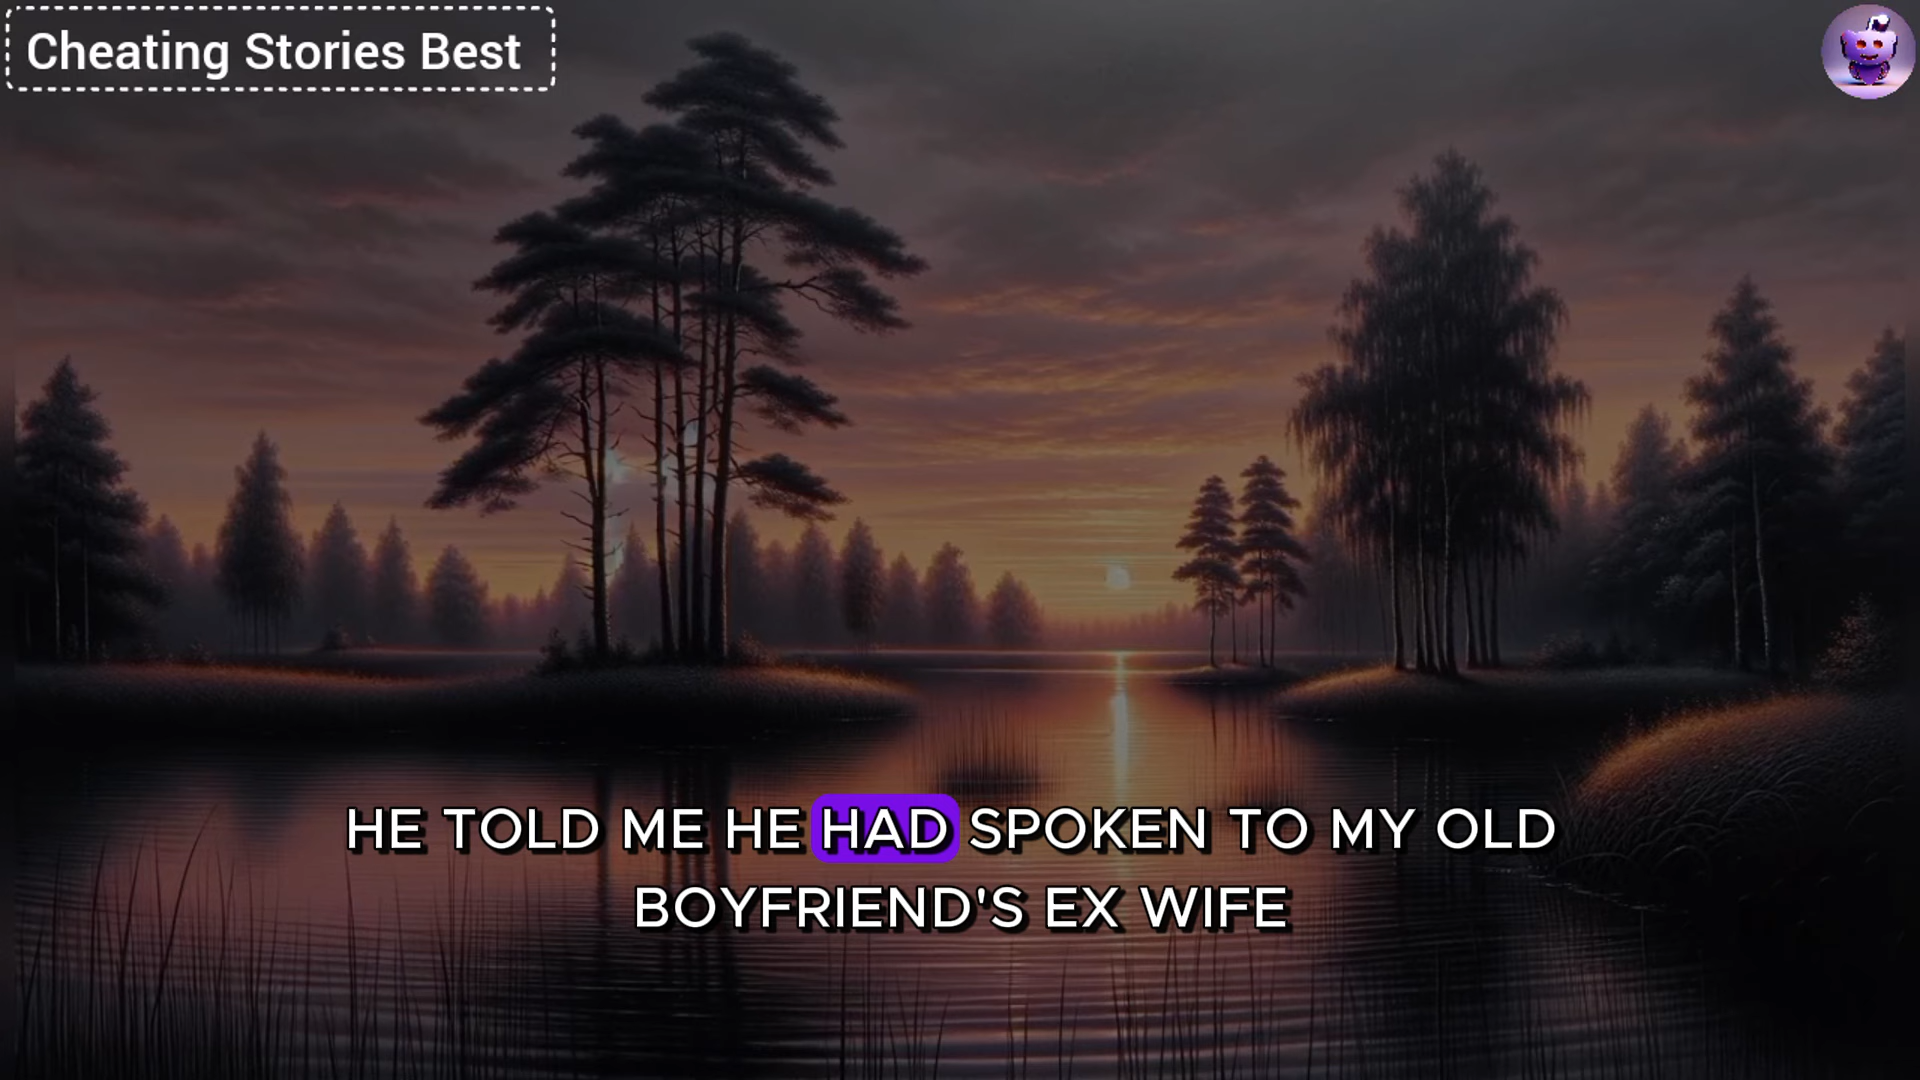 Cheating Stories Best
HE TOLD ME HE HAD SPOKEN TO MY OLD
BOYFRIEND'S EX WIFE